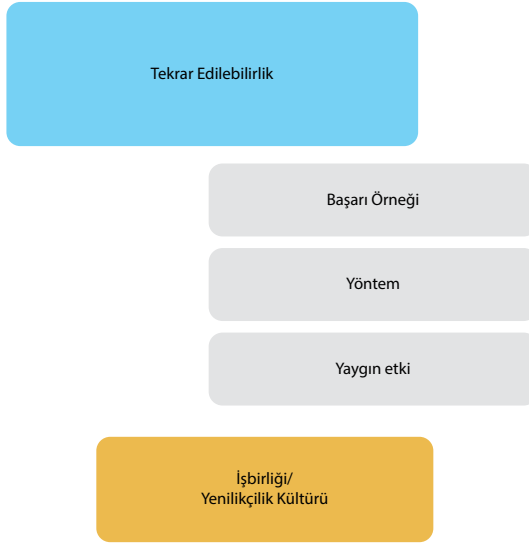 Tekrar Edilebilirlik
Başarı Örneği
Yöntem
Yaygın etki
İşbirliği/
Yenilikçilik Kültürü